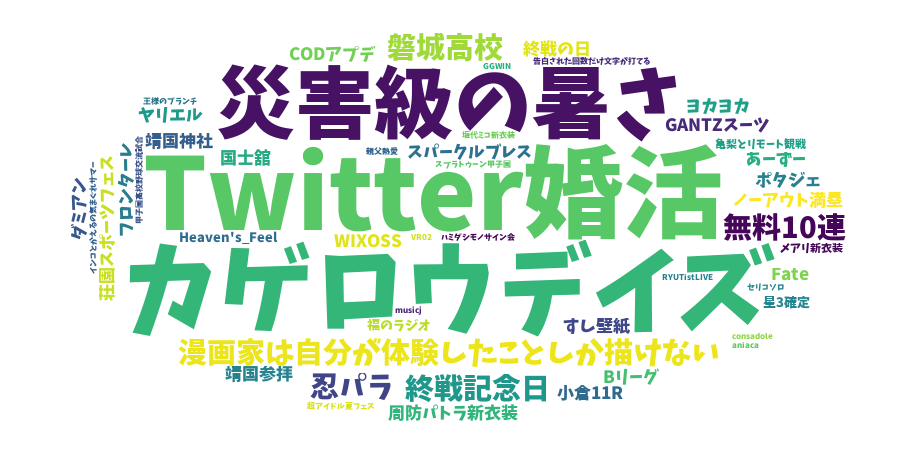 磐城高校
終戦の日
CODアプデ
告白された回数だけ文字が打てる
GGWIN
災害級の暑さ
王様のブランチ
ヤリエル
ヨカヨカ
GANTZスーツ
靖国神社
国士舘
親父熱愛
スパークルブレス
垣代ミコ新衣装
スプラトゥーン甲子園
亀梨とリモート観戦
あーずー
ポタジェ
Twitter婚活
ノーアウト満塁
無料10連
メアリ新衣装
ダミアン
インコとかえるの気まぐれサマー
荘園スポーツフェス
フロンターレ
甲子園高校野球交流試合
Heaven's_Feel
WIXOSS
VR02
ハミゲシモノサイン会
カゲロウデイズ
RYUTistLIVE
Fate
セリコソロ
星3確定
musicj
福のラジオ
すし壁紙
consadole
aniaca
漫画家は自分が体験したことしか描けない
靖国参拝
忍パラ
終戦記念日
Bリーグ
小倉11R
超アイドル夏フェス
周防パトラ新衣装